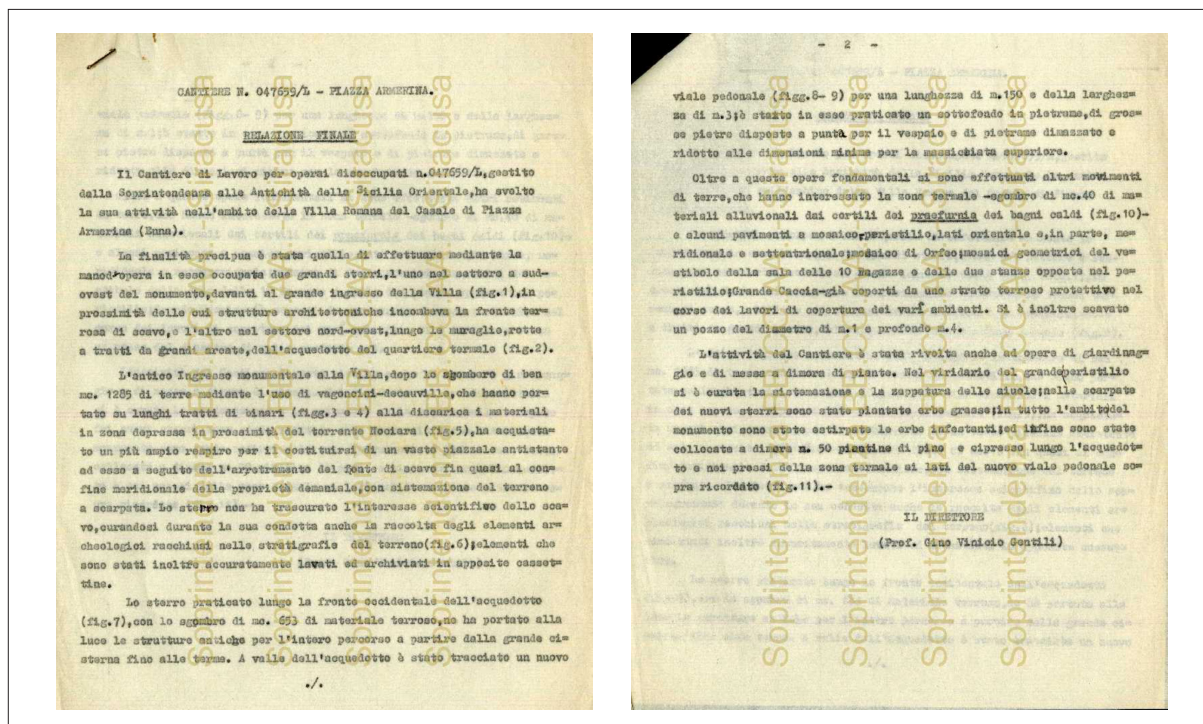 CANTIERE N. 047659/L - PIAZZA ARMERINA.
RELAZIONE FINALE
Il Cantiere di Lavoro per operai disoccupati n.047659/L,gestito
dalla Soprintendenza alle Antichità della Sicilia Orientale,ha svolto
la sua attività nell'ambito della Villa Romana del Casale di Piazza
Armerina (Enna).
La finalità precipua è stata quella di effettuare mediante la
manod'opera in esso occupata due grandi sterri,l'uno nel settore a sud-
ovest del monumento,davanti al grande ingresso della Villa (fig.1),in
prossimità delle cui strutture architettoniche incombeva la fronte ter=
rosa di scavo,e l'altro nel settore nord-ovest,lungo le muraglie,rotte
a tratti da grandi arcate,dell'acquedotto del quartiere termale (fig.2).
L'antico Ingresso monumentale alla Villa,dopo lo sgombero di ben
mc. 1285 di terre mediante l'uso di vagoncini-decauville,che hanno por=
tato su lunghi tratti di binari (figg.3 e 4) alla discarica i materiali
in zona depressa in prossimità del torrente Nociara (fig.5),ha acquista=
to un più ampio respiro per il costituirsi di un vasto piazzale antistante
ad esso a seguito dell'arretramento del fonte di scavo fin quasi al con=
fine meridionale della proprietà demaniale,con sistemazione del terreno
a scarpata. Lo sterro non ha trascurato l'interesse scientifico dello sca=
vo,curandosi durante la sua condotta anche la raccolta degli elementi ar=
cheologici racchiusi nelle stratigrafie del terreno(fig.6);elementi che
sono stati inoltre accuratamente lavati ed archiviati in apposite casset=
tine.
Lo sterro praticato lungo la fronte occidentale dell'acquedotto
(fig.7),con lo sgombro di mc. 653 di materiale terroso,ne ha portato alla
luce le strutture antiche per l'intero percorso a partire dalla grande ci=
sterna fino alle terme. A valle dell'acquedotto è stato tracciato un nuovo
./.
- 2 -
viale pedonale (figg.8- 9) per una lunghezza di m.150 e della larghez=
za di m.3;è stato in esso praticato un sottofondo in pietrame,di gros=
se pietre disposte a punta per il vespaio e di pietrame dimazzato e
ridotto alle dimensioni minime per la massicciata superiore.
Oltre a queste opere fondamentali si sono effettuati altri movimenti
di terre,che hanno interessato la zona termale -sgombro di mc.40 di ma=
teriali alluvionali dai cortili dei praefurnia dei bagni caldi (fig.10)-
e alcuni pavimenti a mosaico,peristilio,lati orientale e,in parte, me=
ridionale e settentrionale;mosaico di Orfeo;mosaici geometrici del ve=
stibolo della sala delle 10 Ragazze e delle due stanze opposte nel pe=
ristilio;Grande Caccia-già coperti da uno strato terroso protettivo nel
corso dei lavori di copertura dei varî ambienti. Si è inoltre scavato
un pozzo del diametro di m.1 e profondo m.4.
L'attività del Cantiere è stata rivolta anche ad opere di giardinag=
gio e di messa a dimora di piante. Nel viridario del grandeperistilio
si è curata la sistemazione e la zappatura delle aiuole;nelle scarpate
dei nuovi sterri sono state piantate erbe grasse;in tutto l'ambitodel
monumento sono state estirpate le erbe infestanti;ed infine sono state
collocate a dimora n. 50 piantine di pino e cipresso lungo l'acquedot=
to e nei pressi della zona termale ai lati del nuovo viale pedonale so=
pra ricordato (fig.11).-
IL DIRETTORE
(Prof. Gino Vinicio Gentili)